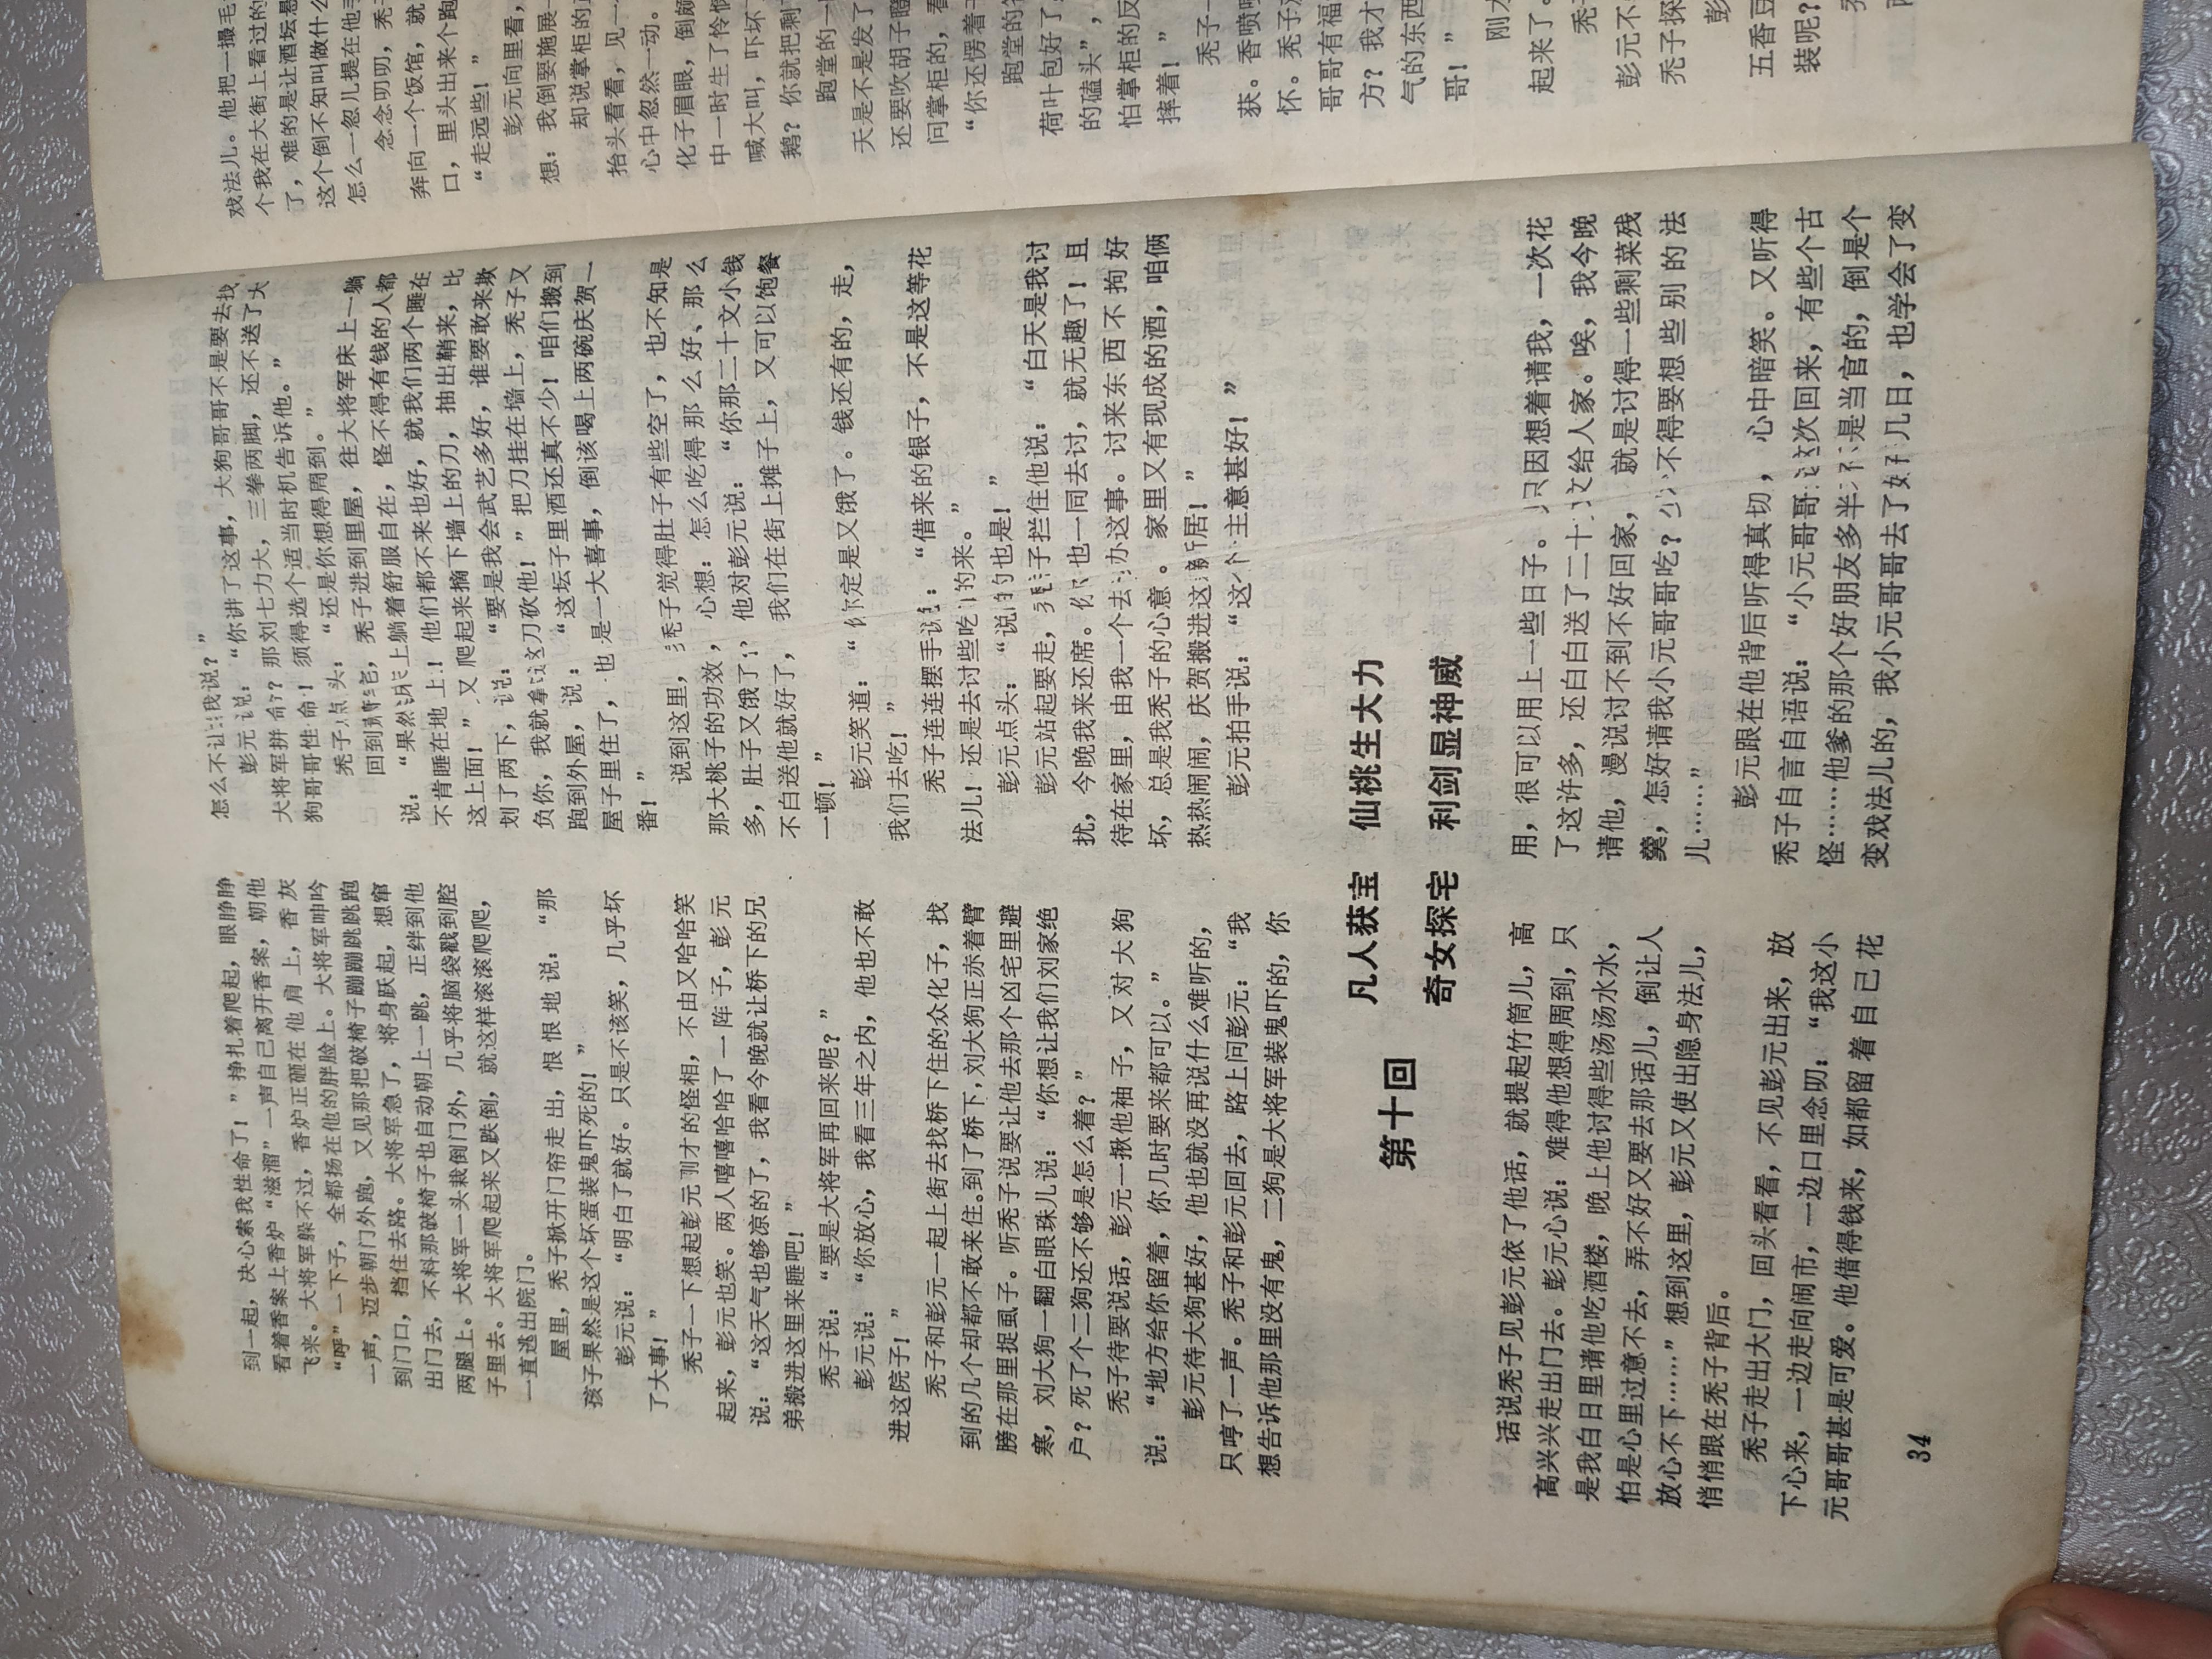 到一起，决心索我性命了！”挣扎着爬起，眼睁睁
看着香案上香炉“滋溜”一声自己离开香案，朝他
飞来。大将军躲不过，香炉正砸在他肩上，香灰
“呼”一下子，全都扬在他的胖脸上。大将军呻吟
一声，迈步朝门外跑，又见那把破椅子蹦蹦跳跳跑
到门口，挡住去路。大将军急了，将身跃起，想窜
出门去，不料那破椅子也自动朝上一跳，正绊到他
两腿上。大将军一头栽倒门外，几乎将脑袋戳到腔
子里去。大将军爬起来又跌倒，就这样滚滚爬爬，
一直逃出院门。
屋里，秃子掀开门帘走出，恨恨地说：“那
孩子果然是这个坏蛋装鬼吓死的！”
彭元说：“明白了就好。只是不该笑，几乎坏
了大事！”
秃子一下想起彭元刚才的怪相，不由又哈哈笑
起来，彭元也笑。两人嘻嘻哈哈了一阵子，彭元
说：“这天气也够凉的了，我看今晚就让桥下的兄
弟搬进这里来睡吧！”
秃子说：“要是大将军再回来呢？”
彭元说：“你放心，我看三年之内，他也不敢
进这院子！”
秃子和彭元一起上街去找桥下住的众化子，找
到的几个却都不敢来住。到了桥下，刘大狗正赤着臂
膀在那里捉虱子。听秃子说要让他去那个凶宅里避
寒，刘大狗一翻白眼珠儿说：“你想让我们刘家绝
户？死了个二狗还不够是怎么着？”
秃子待要说话，彭元一揪他袖子，又对大狗
说：“地方给你留着，你几时要来都可以。”
彭元待大狗甚好，他也就没再说什么难听的，
只哼了一声。秃子和彭元回去，路上问彭元：“我
想告诉他那里没有鬼，二狗是大将军装鬼吓的，你
怎么不让我说？”
彭元说：“你讲了这事，大狗哥哥不是要去找
大将军拼命？那刘七力大，三拳两脚，还不送了大
狗哥哥性命！须得选个适当时机告诉他。”
秃子点头：“还是你想得周到。”
回到新宅，秃子进到里屋，往大将军床上一躺
说：“果然床上躺着舒服自在，怪不得有钱的人都
不肯睡在地上！他们都不来也好，就我们两个睡在
这上面！”又爬起来摘下墙上的刀，抽出鞘来，比
划了两下，说：“要是我会武艺多好，谁要敢来欺
负你，我就拿这刀砍他！”把刀挂在墙上，秃子又
跑到外屋，说：“这坛子里酒还真不少！咱们搬到
屋子里住了，也是一大喜事，倒该喝上两碗庆贺一
番！”
说到这里，秃子觉得肚子有些空了，也不知是
那大桃子的功效，心想：怎么吃得那么好、那么
多，肚子又饿了？他对彭元说：“你那二十文小钱
不白送他就好了，我们在街上摊子上，又可以饱餐
一顿！”
彭元笑道：“你定是又饿了。钱还有的，走，
我们去吃！”
秃子连连摆手说：“借来的银子，不是这等花
法儿！还是去讨些吃的来。”
彭元点头：“说的也是！”
彭元站起要走，秃子拦住他说：“白天是我讨
扰，今晚我来还席。你也一同去讨，就无趣了！且
待在家里，由我一个去办这事。讨来东西不拘好
坏，总是我秃子的心意。家里又有现成的酒，咱俩
热热闹闹，庆贺搬进这新居！”
彭元拍手说：“这个主意甚好！”
第十回
凡人获宝 仙桃生大力
奇女探宅 利剑显神威
话说秃子见彭元依了他话，就提起竹筒儿，高
高兴兴走出门去。彭元心说：难得他想得周到，只
是我白日里请他吃酒楼，晚上他讨得些汤汤水水，
怕是心里过意不去，弄不好又要去那话儿，倒让人
放心不下……”想到这里，彭元又使出隐身法儿，
悄悄跟在秃子背后。
秃子走出大门，回头看看，不见彭元出来，放
下心来，一边走向闹市，一边口里念叨：“我这小
元哥哥甚是可爱。他借得钱来，如都留着自己花
用，很可以用上一些日子。只因想着请我，一次花
了这许多，还白白送了二十文给人家。唉，我今晚
请他，漫说讨不到不好回家，就是讨得一些剩菜残
羹，怎好请我小元哥哥吃？少不得要想些别的法
儿……”
彭元跟在他背后听得真切，心中暗笑。又听得
秃子自言自语说：“小元哥哥这次回来，有些个古
怪……他爹的那个好朋友多半不是当官的，倒是个
变戏法儿的，我小元哥哥去了好几日，也学会了变
34
戏法儿。他把一撮毛
个我在大街上看过的
了，难的是让酒坛悬
这个倒不知叫做什么
怎么一忽儿提在他手
念念叨叨，秃
奔向一个饭馆，就
口，里头出来个跑
“走远些！”
彭元向里看，
想：我倒要施展一
却说掌柜的
抬头看看，见一
心中忽然一动。
化子眉眼，倒颇
中一时生了怜
喊大叫，吓坏
鹅？你就把剩
跑堂的一
天是不是发了
还要吹胡子瞪
问掌柜的，看
“你还愣着
跑堂的
荷叶包好了
的磕头”，
怕掌柜的反
摔着！”
秃子一
获。香喷
怀。秃子
哥哥有福
方？我才
气的东西
哥！”
刚
起来了。
秃
彭元不
秃子探
彭
五香豆
装呢？